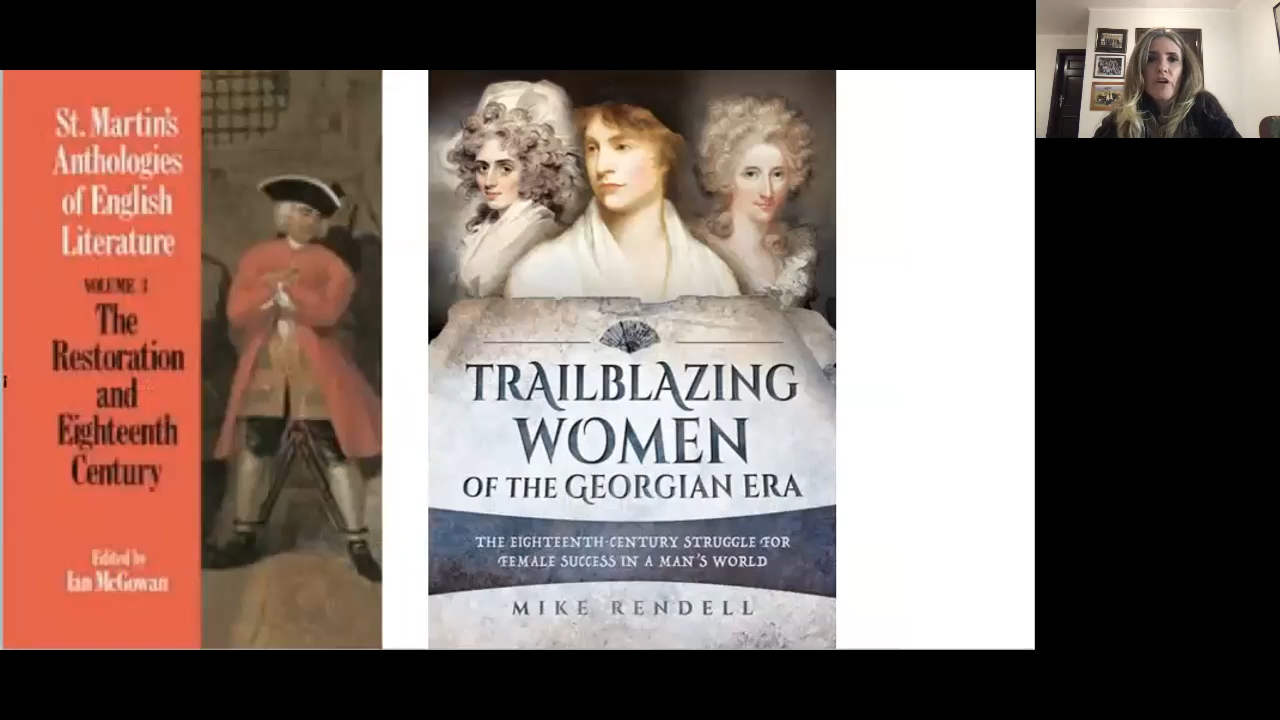 St. Martin's
Anthologies
of English
Literature
VOLUME 3
The
Restoration
and
Eighteenth
Century
Edited by
Ian McGowan
TRAILBLAZING
WOMEN
OF THE GEORGIAN ERA
THE EIGHTEENTH-CENTURY STRUGGLE FOR
FEMALE SUCCESS IN A MAN'S WORLD
MIKE RENDELL